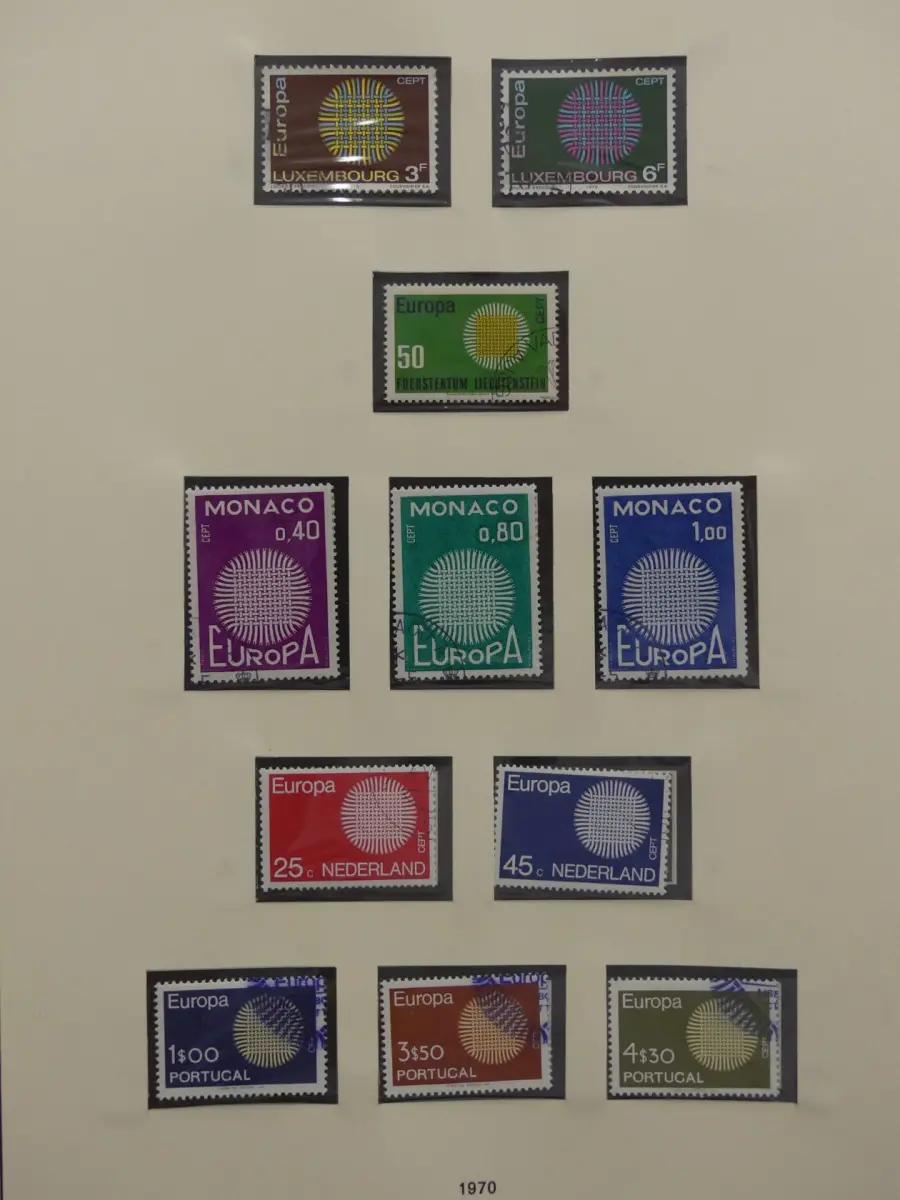 Europa
CEPT
LUXEMBOURG 3F
Europa
CEPT
LUXEMBOURG 6F
Europa
CEPT
50
FUERSTENTUM LIECHTENSTEIN
MONACO
CEPT
0,40
EUROPA
MONACO
CEPT
0,80
EUROPA
MONACO
CEPT
1,00
EUROPA
Europa
CEPT
25c NEDERLAND
Europa
CEPT
45c NEDERLAND
Europa
1$00
PORTUGAL
Europa
3$50
PORTUGAL
Europa
CEPT
4$30
PORTUGAL
1970